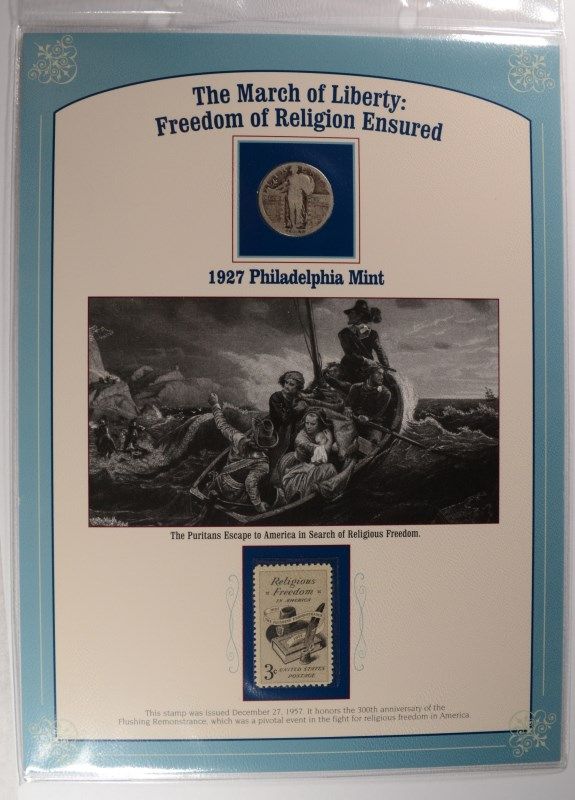 The March of Liberty:
Freedom of Religion Ensured
1927 Philadelphia Mint
The Puritans Escape to America in Search of Religious Freedom.
Religious
Freedom
IN AMERICA
3¢
UNITED STATES
POSTAGE
This stamp was issued December 27, 1957. It honors the 300th anniversary of the
Flushing Remonstrance, which was a pivotal event in the fight for religious freedom in America.